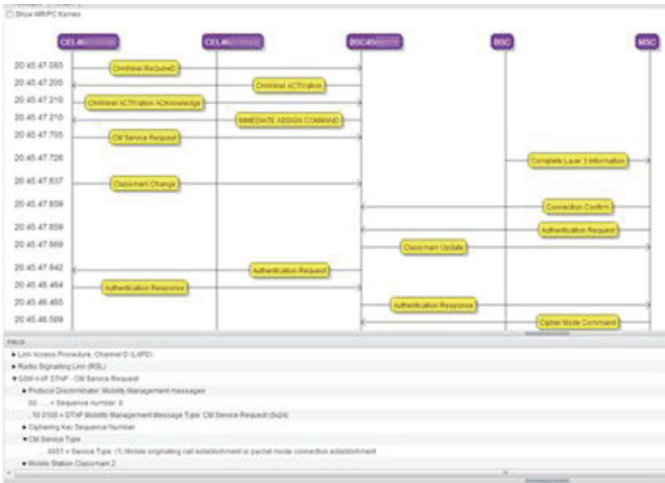 Show MR/PC frames
CEL46 CEL46 BSC45 BSC MSC
20:45:47.085 CHANnel ReQuireD
20:45:47.205 CHANnel ACTIVation
20:45:47.210 CHANnel ACTIVation ACKnowledge
20:45:47.210 IMMEDIATE ASSIGN COMMAND
20:45:47.705 CM Service Request
20:45:47.726 Complete Layer 3 Information
20:45:47.837 Classmark Change
20:45:47.859 Connection Confirm
20:45:47.859 Authentication Request
20:45:47.869 Classmark Update
20:45:47.842 Authentication Request
20:45:48.464 Authentication Response
20:45:48.465 Authentication Response
20:45:48.589 Cipher Mode Command
FIELD
Link Access Procedure, Channel D (LAPD)
Radio Signalling Link (RSL)
GSM-I-I/F DTAP - CM Service Request
Protocol Discriminator: Mobility Management messages
00.. .... = Sequence number: 0
..10 0100 = DTAP Mobility Management Message Type: CM Service Request (0x24)
Ciphering Key Sequence Number
CM Service Type
.... 0001 = Service Type: (1) Mobile originating call establishment or packet mode connection establishment
Mobile Station Classmark 2